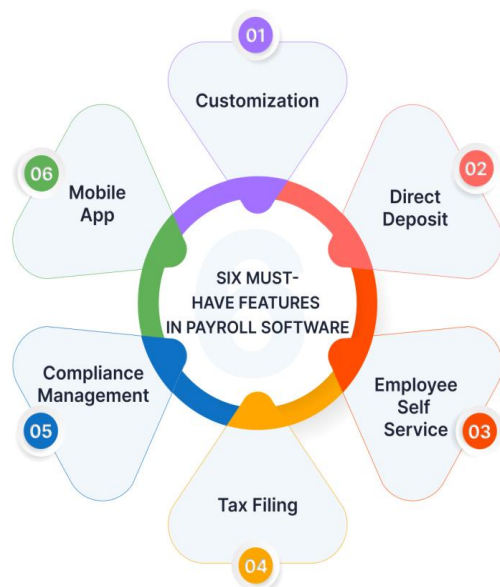 01
Customization
02
Direct
Deposit
03
Employee
Self
Service
04
Tax Filing
05
Compliance
Management
06
Mobile
App
6
SIX MUST-
HAVE FEATURES
IN PAYROLL SOFTWARE